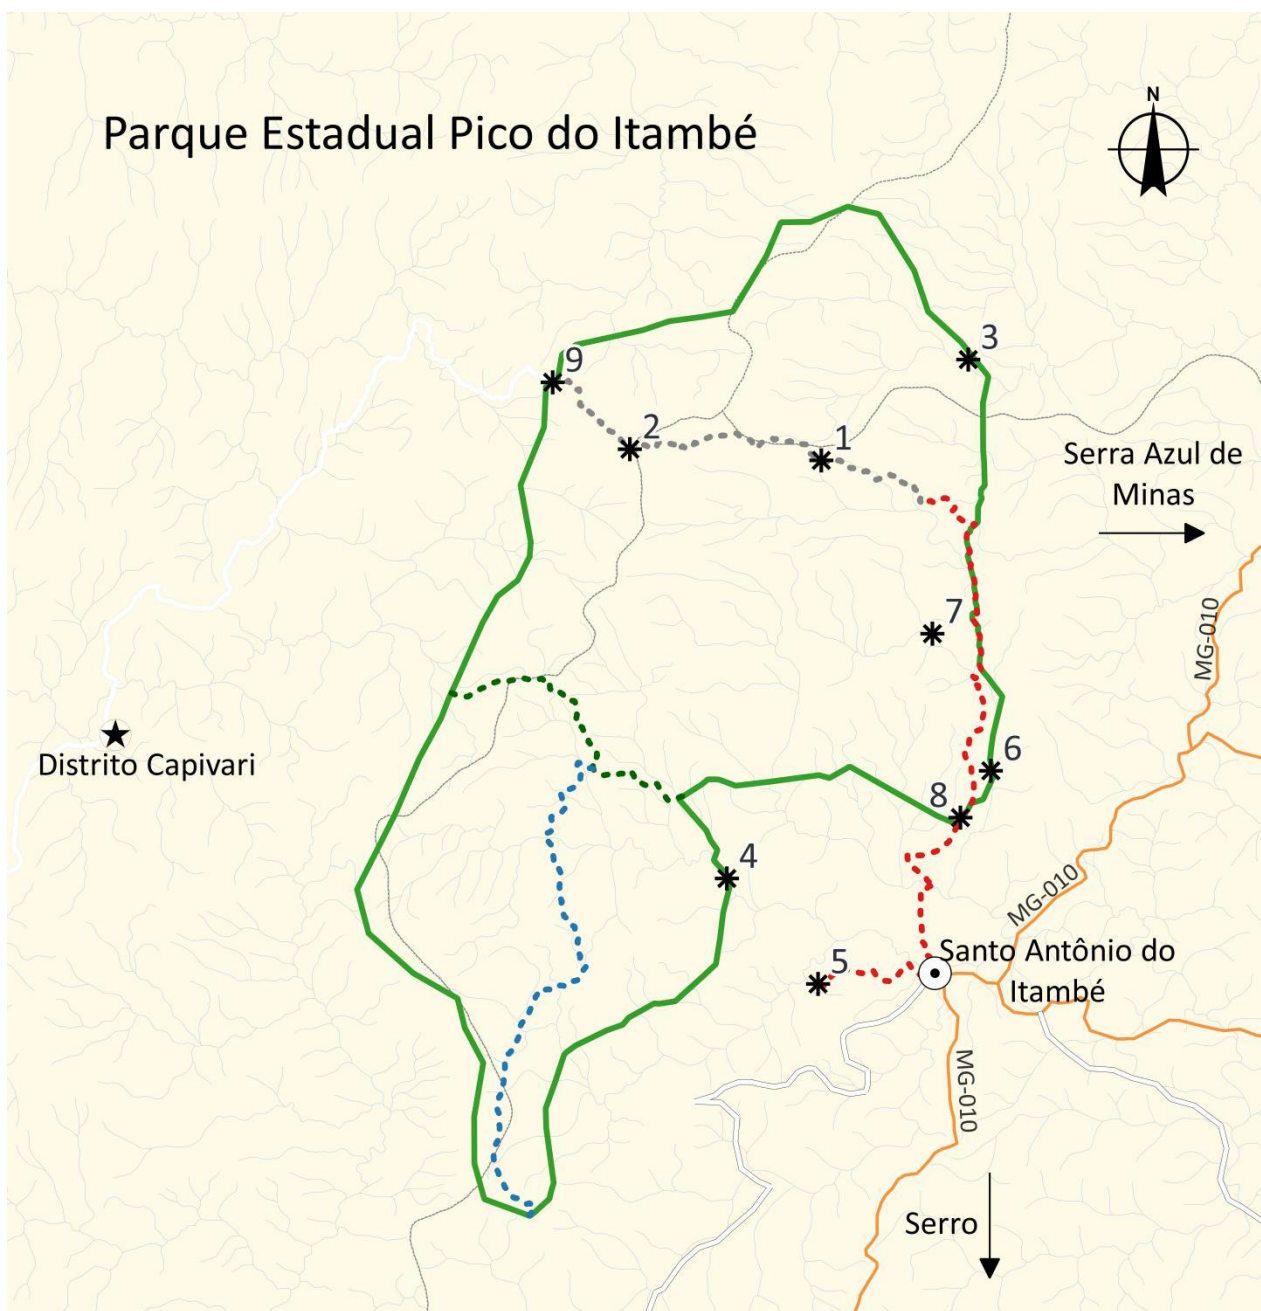 Parque Estadual Pico do Itambé
N
3
9
2
1
Serra Azul de
Minas
7
MG-010
Distrito Capivari
6
8
4
MG-010
5
Santo Antônio do
Itambé
MG-010
Serro